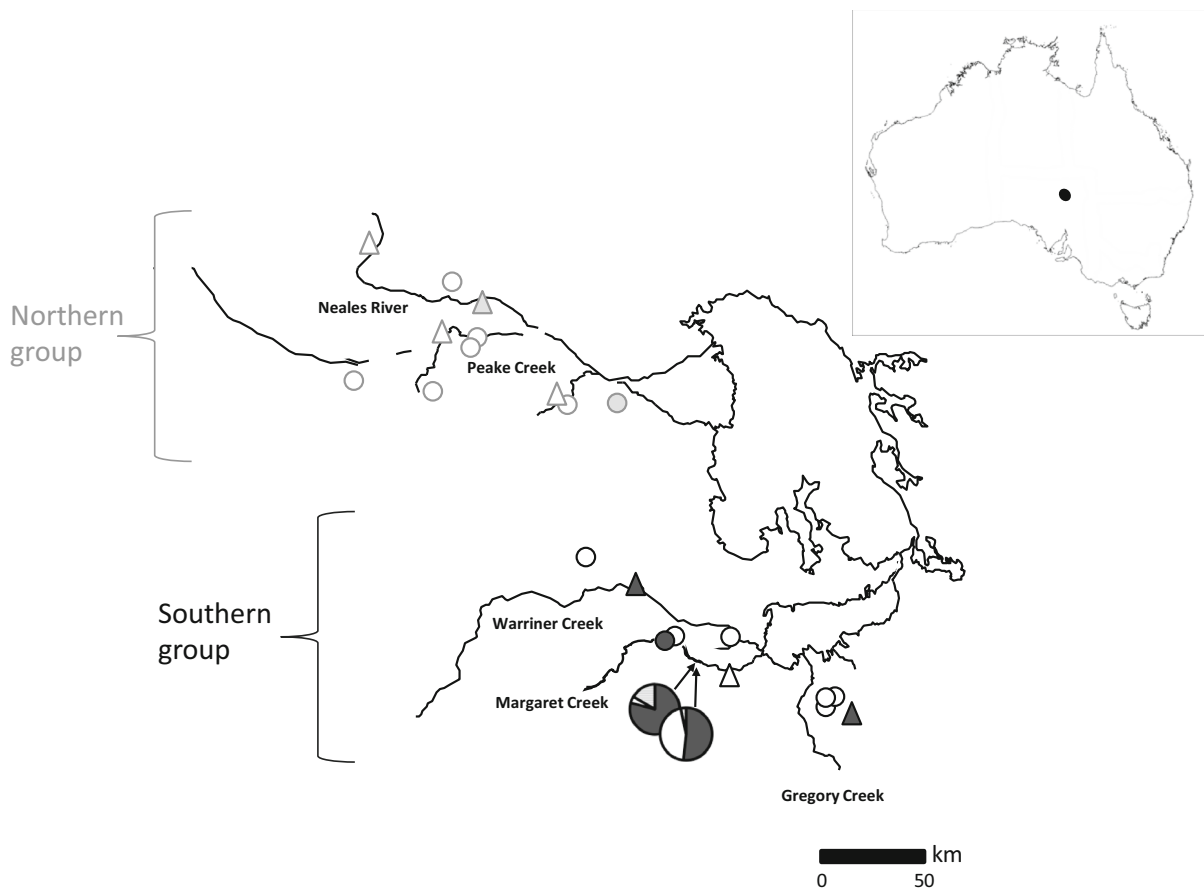 Neales River
Northern
group
Peake Creek
Southern
group
Warriner Creek
Margaret Creek
Gregory Creek
km
0 50